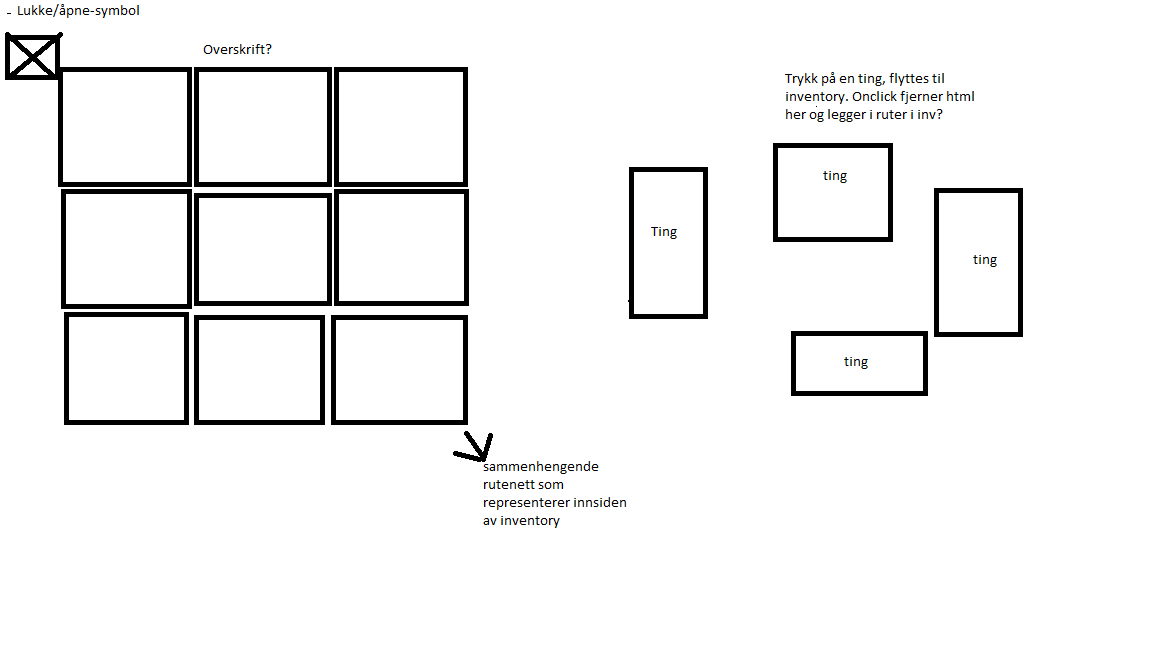 - Lukke/åpne-symbol
Overskrift?
Trykk på en ting, flyttes til
inventory. Onclick fjerner html
her og legger i ruter i inv?
ting
Ting
ting
ting
sammenhengende
rutenett som
representerer innsiden
av inventory